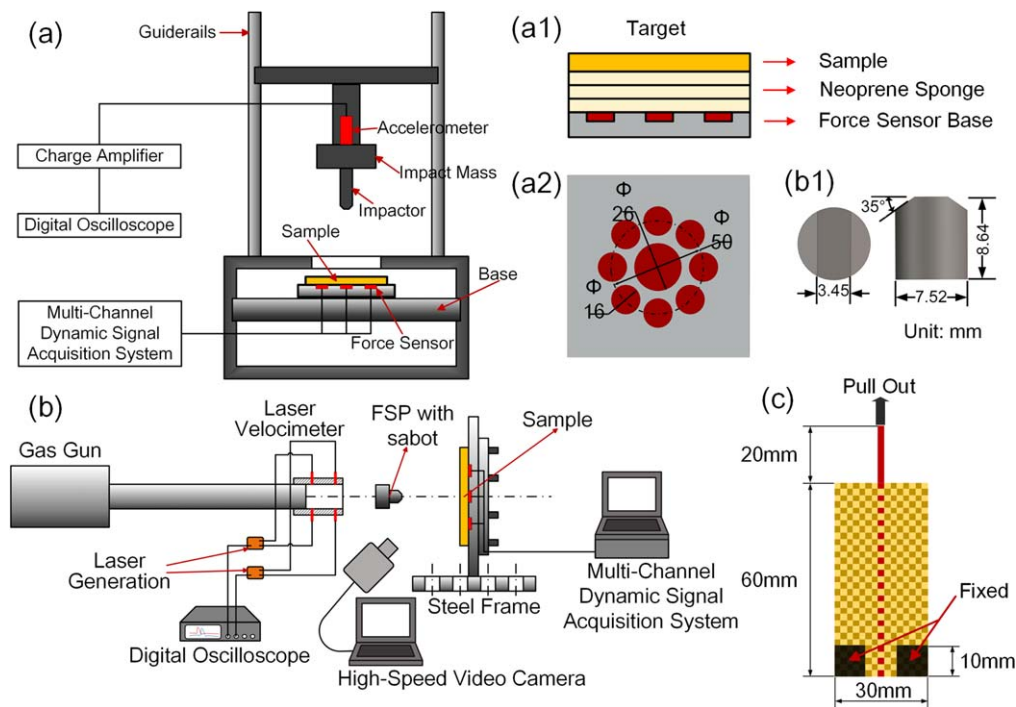 (a)
Guiderails
Accelerometer
Charge Amplifier
Impact Mass
Impactor
Digital Oscilloscope
Sample
Base
Multi-Channel
Dynamic Signal
Acquisition System
Force Sensor
(a1)
Target
Sample
Neoprene Sponge
Force Sensor Base
(a2)
Φ
26
Φ
50
Φ
16
(b1)
35°
8.64
3.45
7.52
Unit: mm
(b)
Laser
Velocimeter
FSP with
sabot
Sample
Gas Gun
Laser
Generation
Digital Oscilloscope
High-Speed Video Camera
Steel Frame
Multi-Channel
Dynamic Signal
Acquisition System
(c)
Pull Out
20mm
60mm
Fixed
10mm
30mm